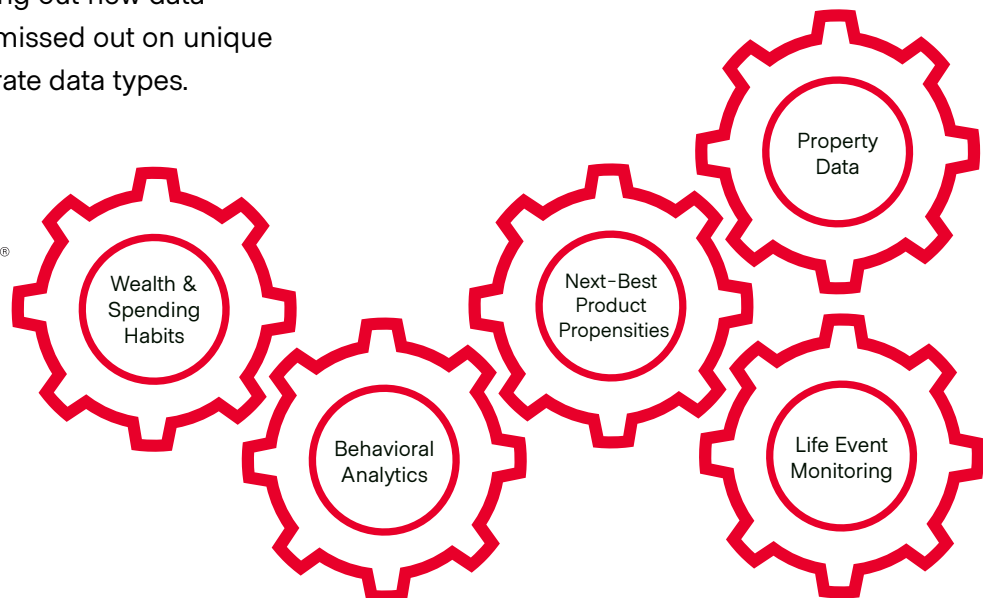 missed out on unique
rate data types.
®
Property
Data
Wealth &
Spending
Habits
Next-Best
Product
Propensities
Behavioral
Analytics
Life Event
Monitoring